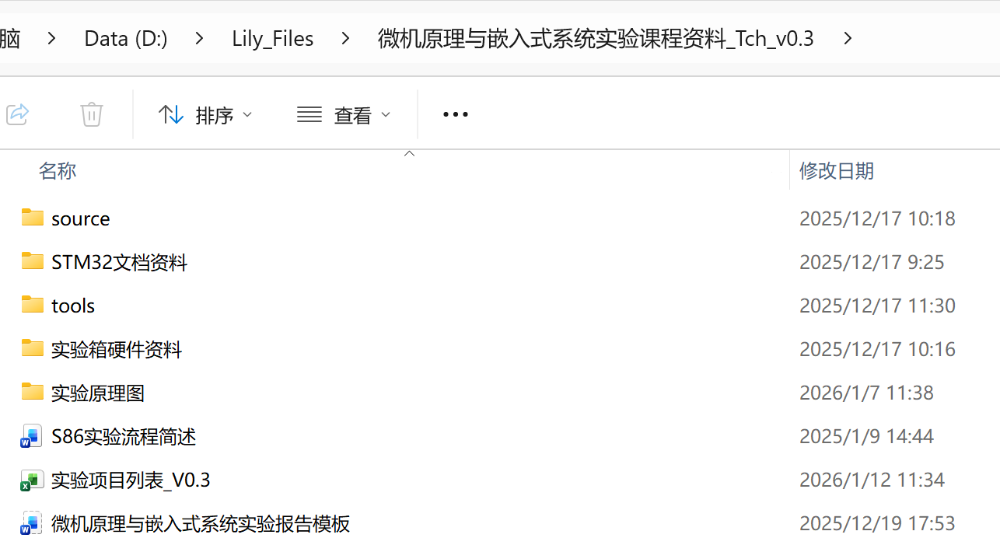 脑 > Data (D:) > Lily_Files > 微机原理与嵌入式系统实验课程资料_Tch_v0.3 >
排序 查看
名称 修改日期
source 2025/12/17 10:18
STM32文档资料 2025/12/17 9:25
tools 2025/12/17 11:30
实验箱硬件资料 2025/12/17 10:16
实验原理图 2026/1/7 11:38
S86实验流程简述 2025/1/9 14:44
实验项目列表_V0.3 2026/1/12 11:34
微机原理与嵌入式系统实验报告模板 2025/12/19 17:53